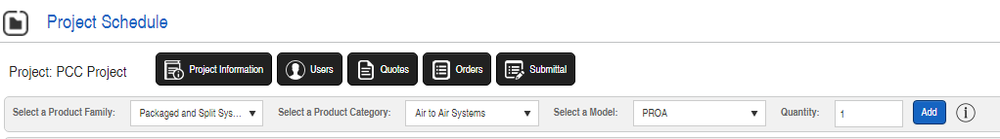 Project Schedule
Project: PCC Project Project Information Users Quotes Orders Submittal
Select a Product Family: Packaged and Split Sys... Select a Product Category: Air to Air Systems Select a Model: PROA Quantity: 1 Add